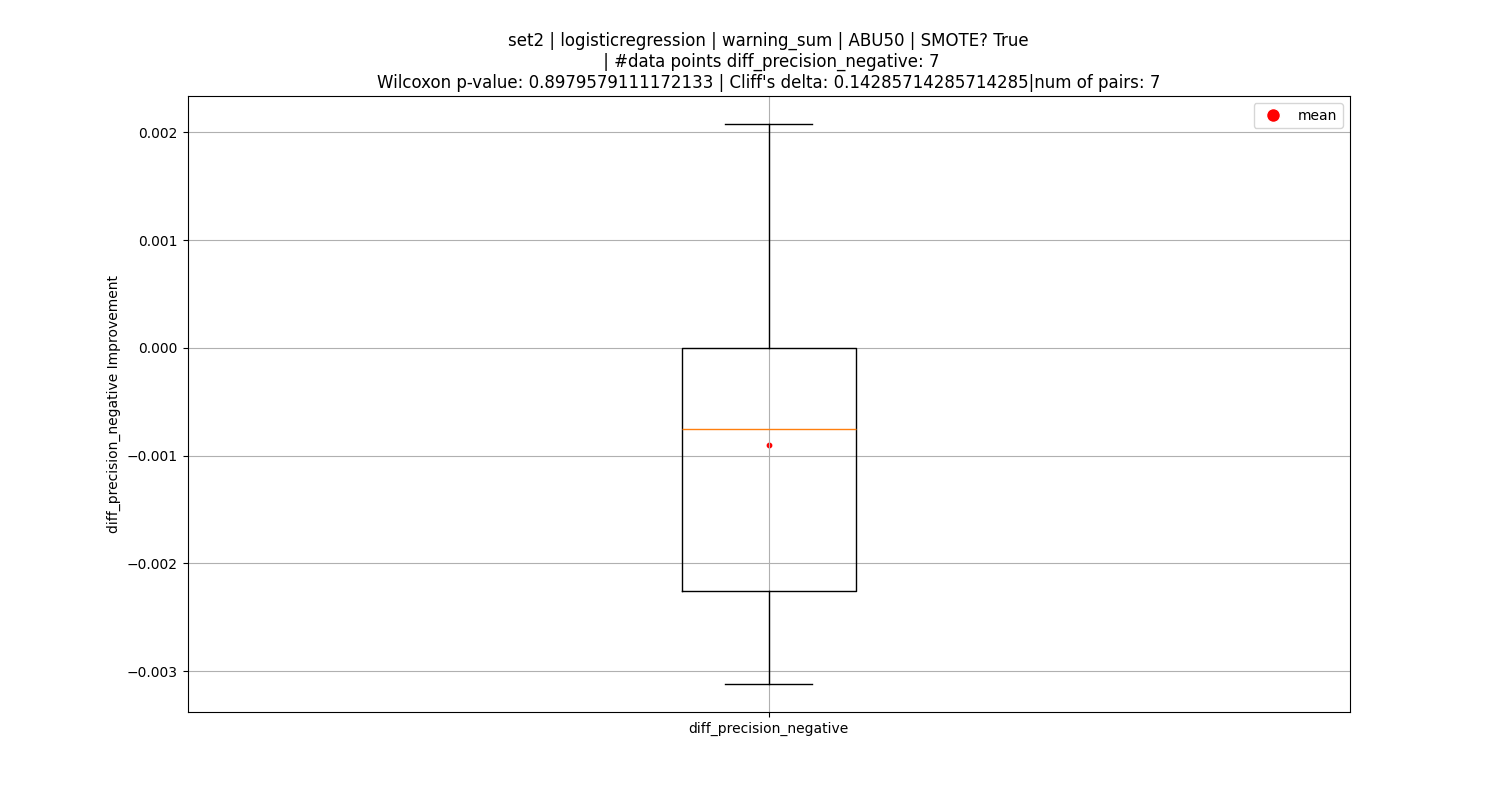 set2 | logisticregression | warning_sum | ABU50 | SMOTE? True
| #data points diff_precision_negative: 7
Wilcoxon p-value: 0.8979579111172133 | Cliff's delta: 0.14285714285714285|num of pairs: 7
mean
0.002
0.001
0.000
−0.001
−0.002
−0.003
diff_precision_negative Improvement
diff_precision_negative